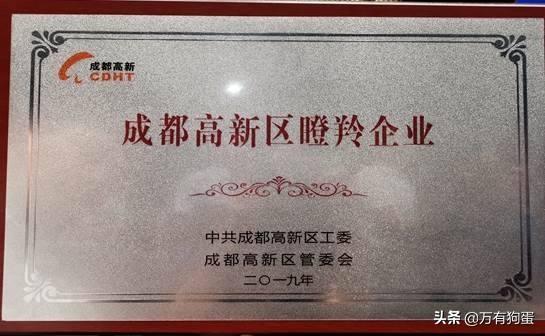 成都高新
CDHT
成都高新区瞪羚企业
中共成都高新区工委
成都高新区管委会
二〇一九年
头条 @万有狗蛋